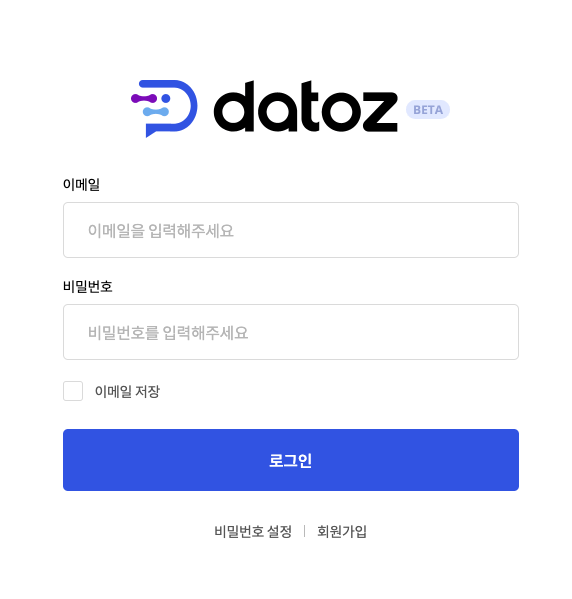 datoz BETA
이메일
이메일을 입력해주세요
비밀번호
비밀번호를 입력해주세요
이메일 저장
로그인
비밀번호 설정 | 회원가입